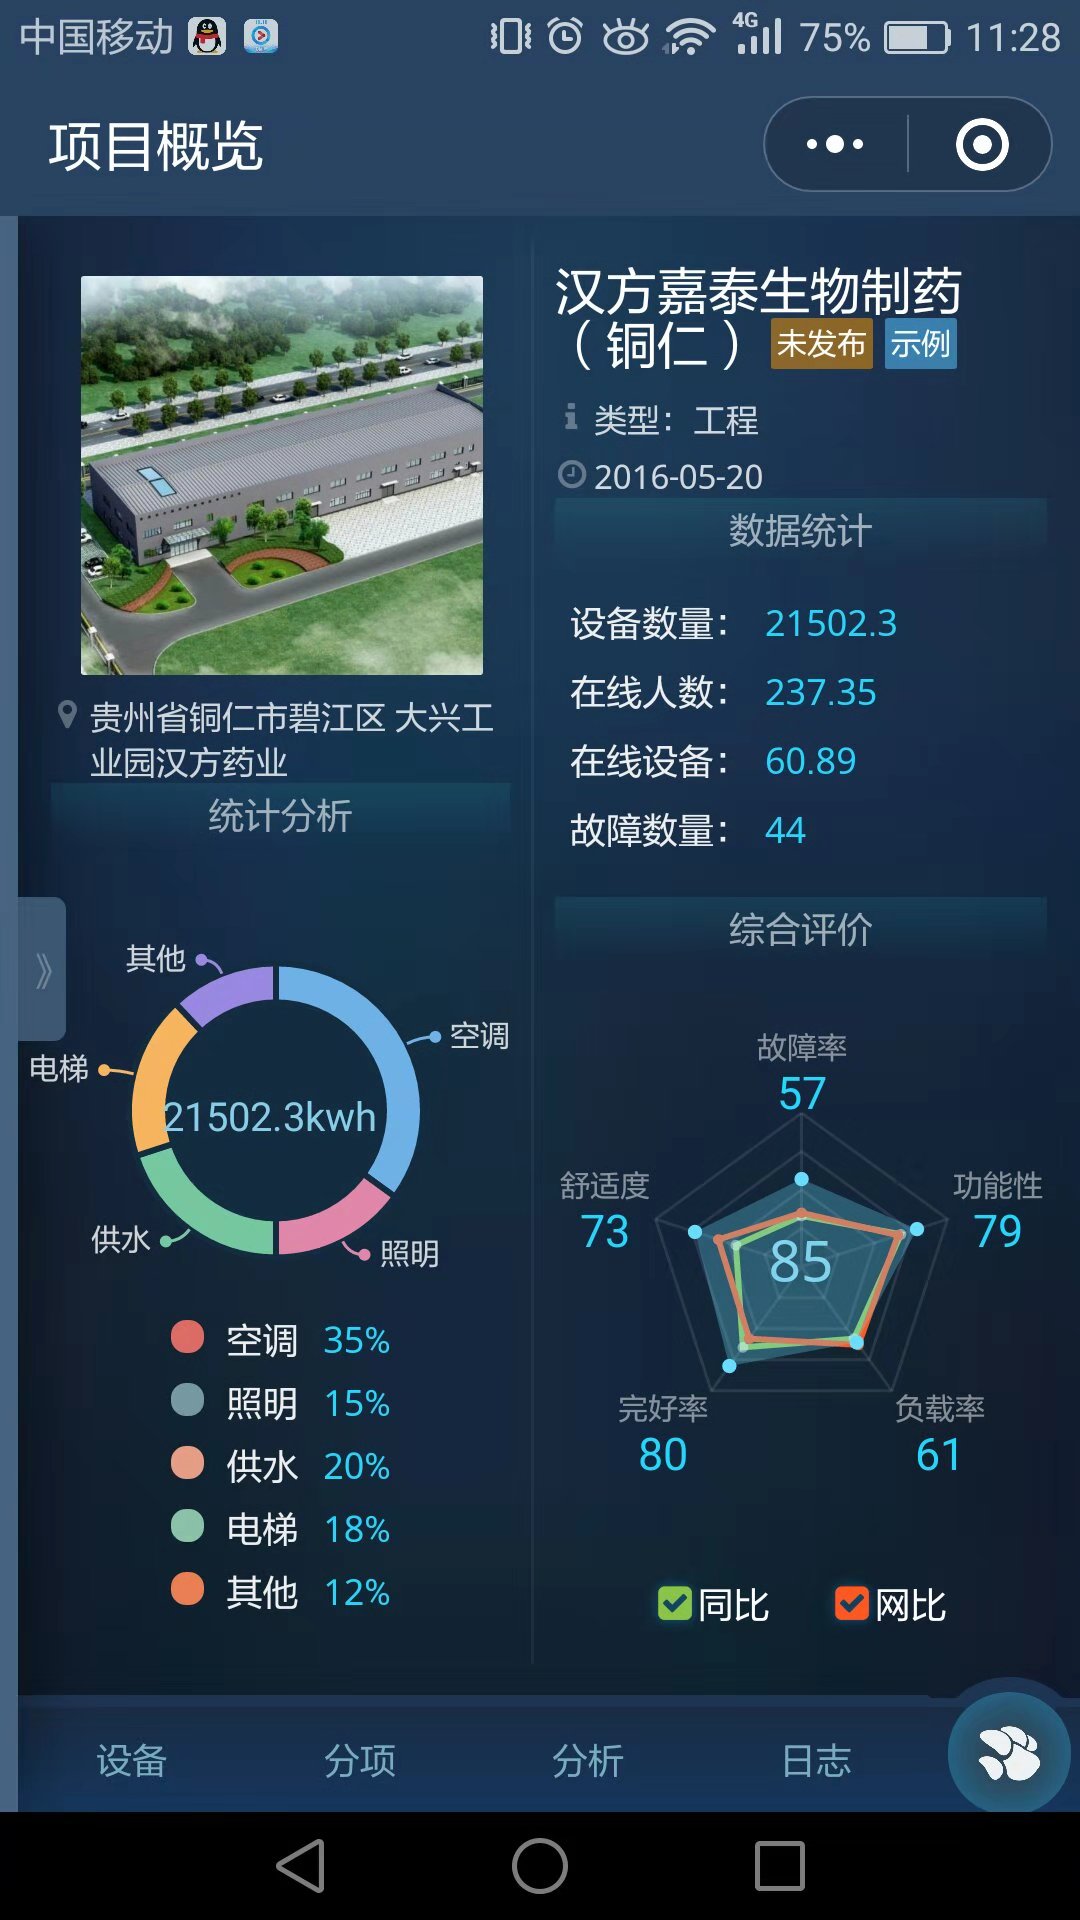 中国移动
4G 75% 11:28
项目概览
汉方嘉泰生物制药
（铜仁） 未发布 示例
类型：工程
2016-05-20
数据统计
设备数量： 21502.3
在线人数： 237.35
在线设备： 60.89
故障数量： 44
贵州省铜仁市碧江区 大兴工
业园汉方药业
统计分析
其他
空调
电梯
21502.3kwh
供水
照明
空调 35%
照明 15%
供水 20%
电梯 18%
其他 12%
综合评价
故障率
57
舒适度
73
功能性
79
85
完好率
80
负载率
61
同比 网比
设备 分项 分析 日志